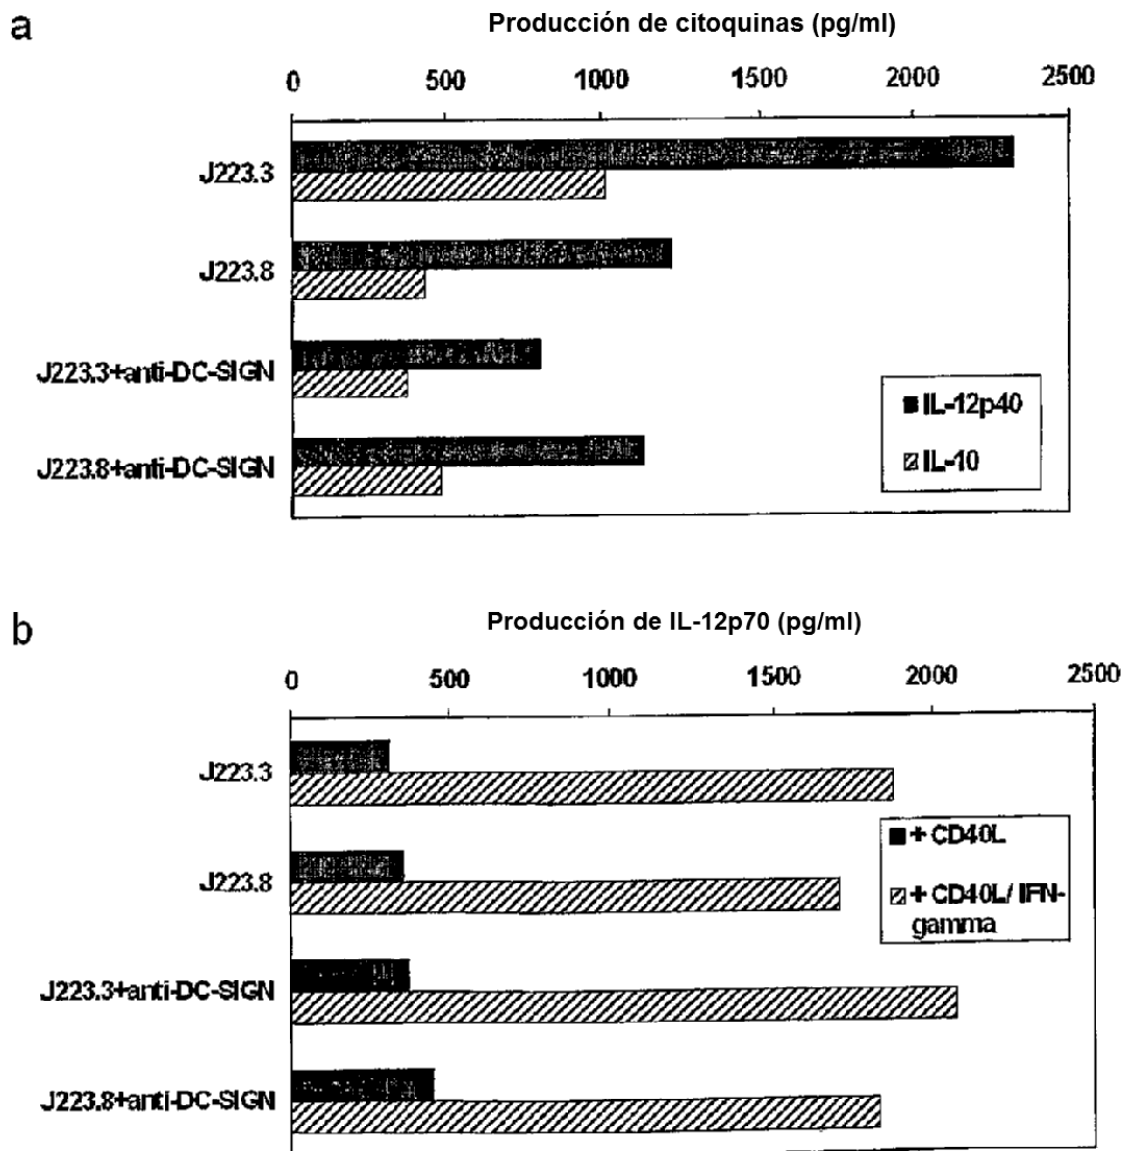 a
Producción de citoquinas (pg/ml)
0 500 1000 1500 2000 2500
J223.3
J223.8
J223.3+anti-DC-SIGN
J223.8+anti-DC-SIGN
IL-12p40
IL-10
b
Producción de IL-12p70 (pg/ml)
0 500 1000 1500 2000 2500
J223.3
J223.8
J223.3+anti-DC-SIGN
J223.8+anti-DC-SIGN
+ CD40L
+ CD40L/ IFN-
gamma